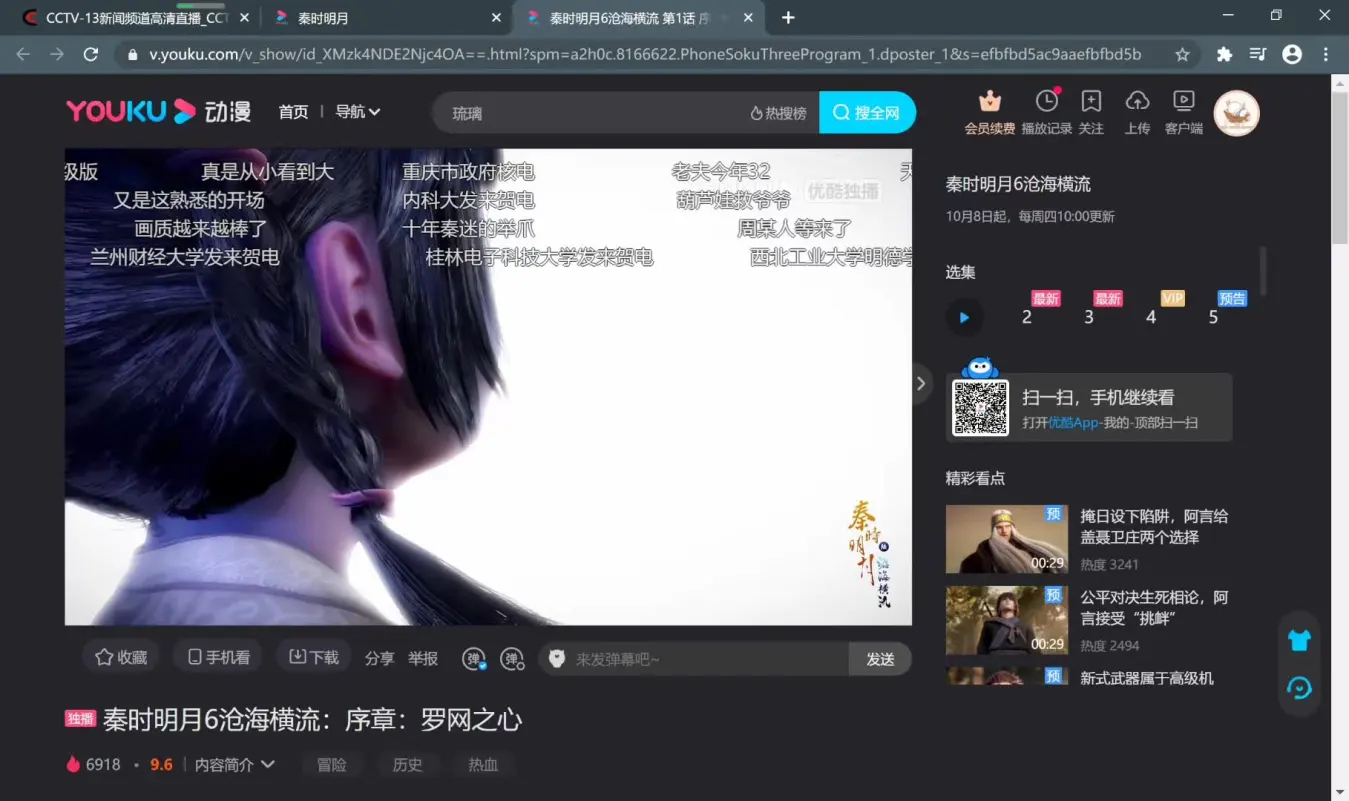 CCTV-13新闻频道高清直播_CCT
秦时明月
秦时明月6沧海横流 第1话 序
v.youku.com/v_show/id_XMzk4NDE2Njc4OA==.html?spm=a2h0c.8166622.PhoneSokuThreeProgram_1.dposter_1&s=efbfbd5ac9aaefbfbd5b
YOUKU 动漫
首页 | 导航
琉璃
热搜榜
搜全网
会员续费
播放记录
关注
上传
客户端
级版
真是从小看到大
重庆市政府核电
老夫今年32
又是这熟悉的开场
内科大发来贺电
葫芦娃救爷爷
优酷独播
画质越来越棒了
十年秦迷的举爪
周某人等来了
兰州财经大学发来贺电
桂林电子科技大学发来贺电
西北工业大学明德学
秦时明月
沧海横流
秦时明月6沧海横流
10月8日起，每周四10:00更新
选集
2 最新
3 最新
4 VIP
5 预告
扫一扫，手机继续看
打开优酷App-我的-顶部扫一扫
精彩看点
预
00:29
掩日设下陷阱，阿言给
盖聂卫庄两个选择
热度 3241
预
00:29
公平对决生死相论，阿
言接受“挑衅”
热度 2494
预
新式武器属于高级机
收藏
手机看
下载
分享
举报
弹
弹
来发弹幕吧~
发送
独播 秦时明月6沧海横流：序章：罗网之心
6918 · 9.6 | 内容简介
冒险
历史
热血